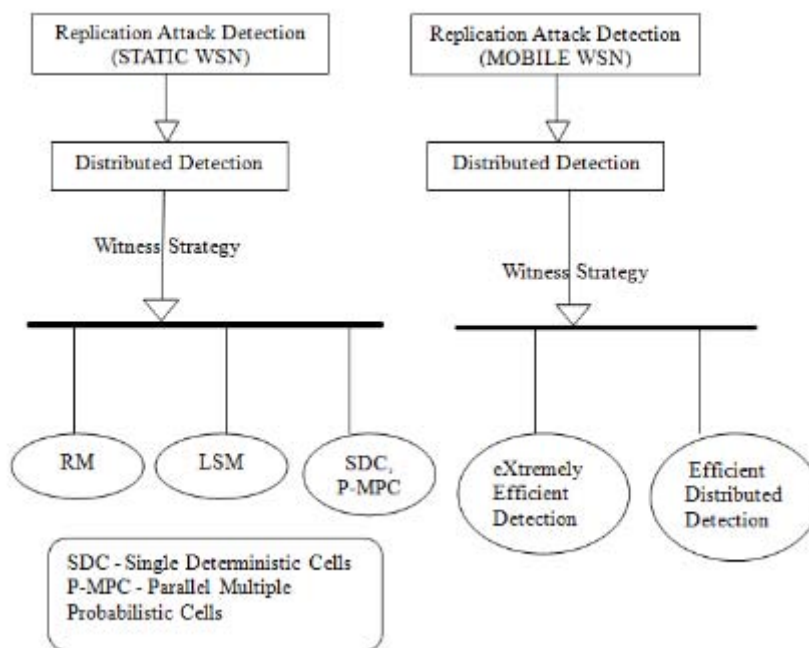 Replication Attack Detection
(STATIC WSN)
Distributed Detection
Witness Strategy
RM
LSM
SDC,
P-MPC
SDC - Single Deterministic Cells
P-MPC - Parallel Multiple
Probabilistic Cells
Replication Attack Detection
(MOBILE WSN)
Distributed Detection
Witness Strategy
eXtremely
Efficient
Detection
Efficient
Distributed
Detection